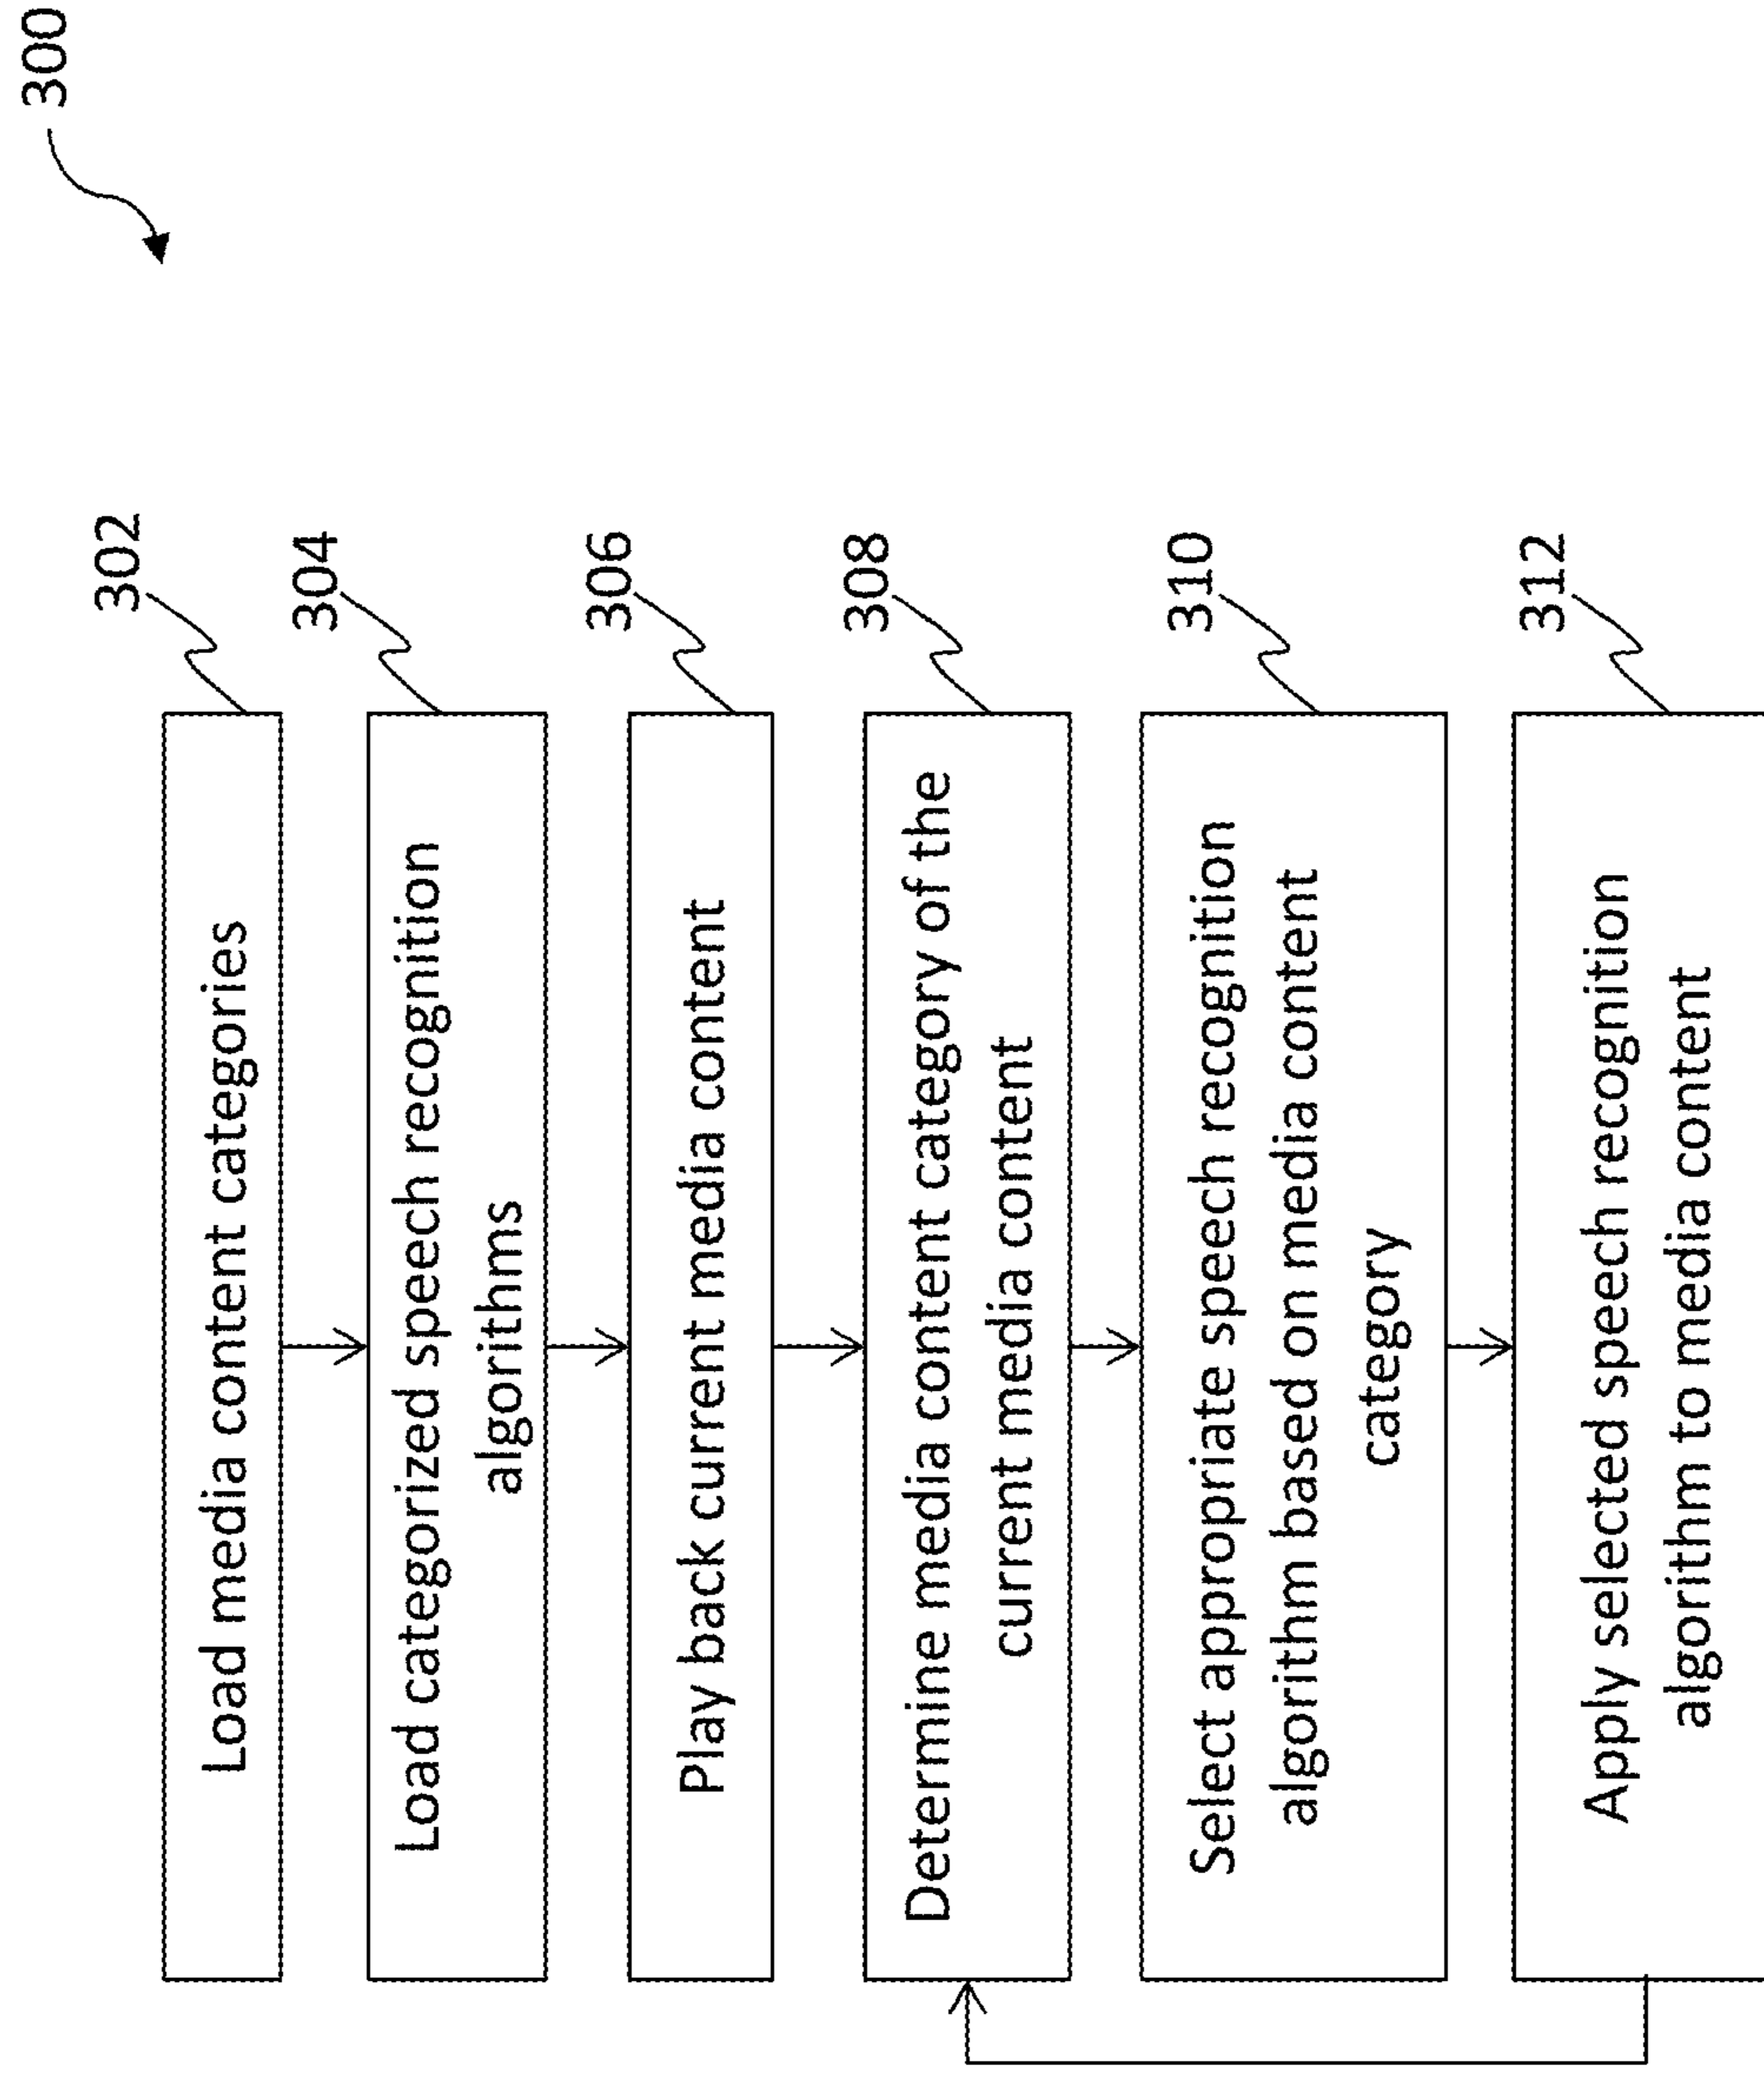 300
302
Load media content categories
304
Load categorized speech recognition
algorithms
306
Play back current media content
308
Determine media content category of the
current media content
310
Select appropriate speech recognition
algorithm based on media content
category
312
Apply selected speech recognition
algorithm to media content